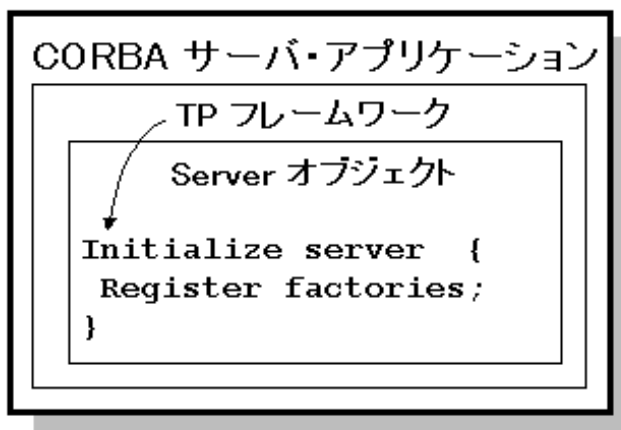 CORBA サーバ・アプリケーション
TP フレームワーク
Server オブジェクト
Initialize server {
Register factories;
}